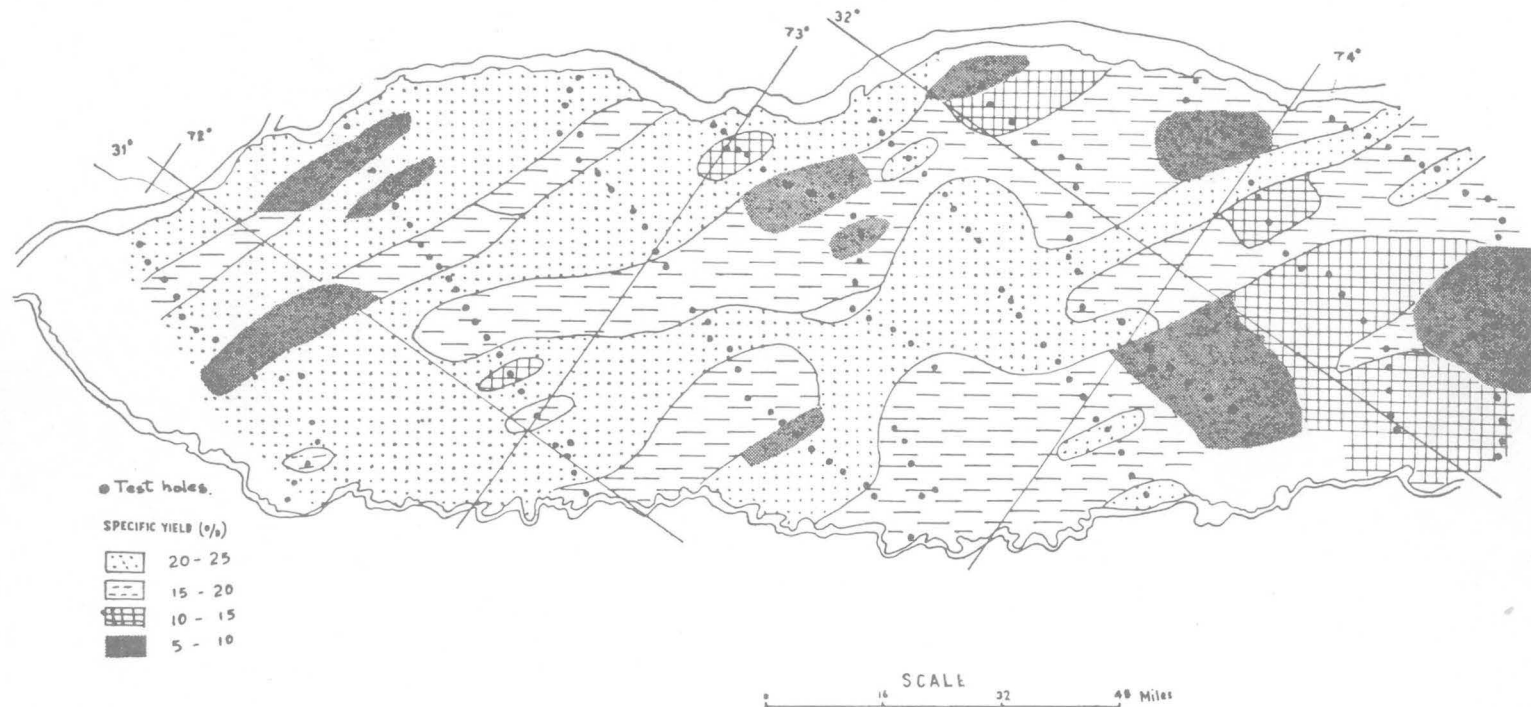 73°
32°
74°
31°
72°
Test holes.
SPECIFIC YIELD (%)
20 - 25
15 - 20
10 - 15
5 - 10
SCALE
0 16 32 48 Miles